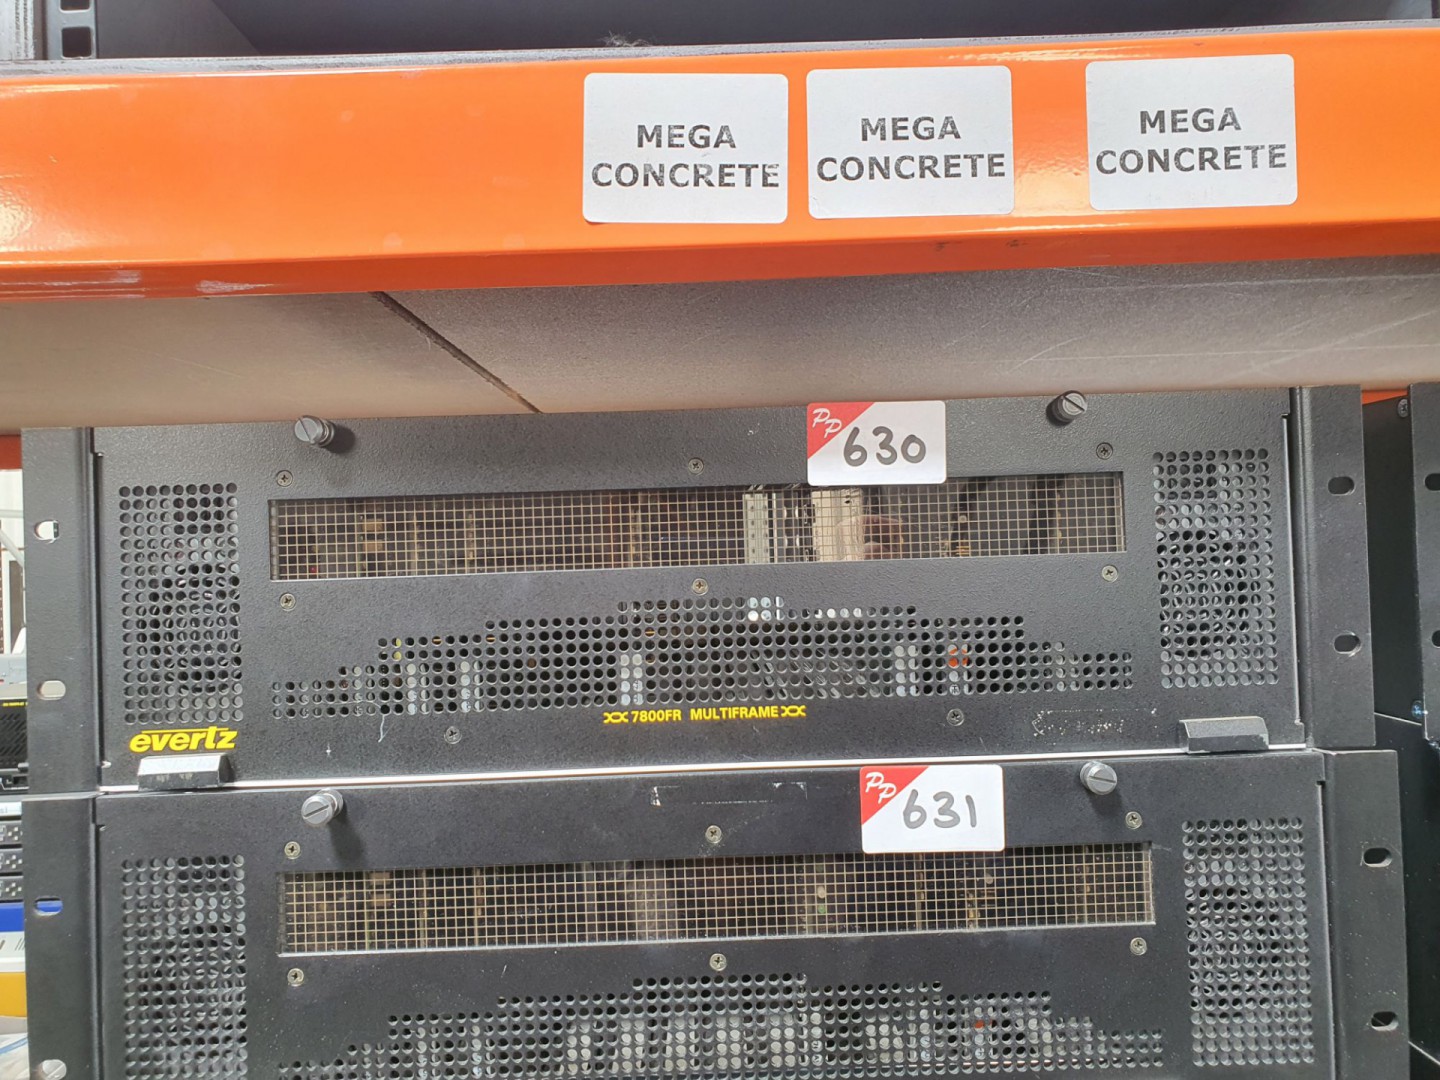 MEGA
CONCRETE
MEGA
CONCRETE
MEGA
CONCRETE
PP 630
evertz
7800FR MULTIFRAME
PP 631